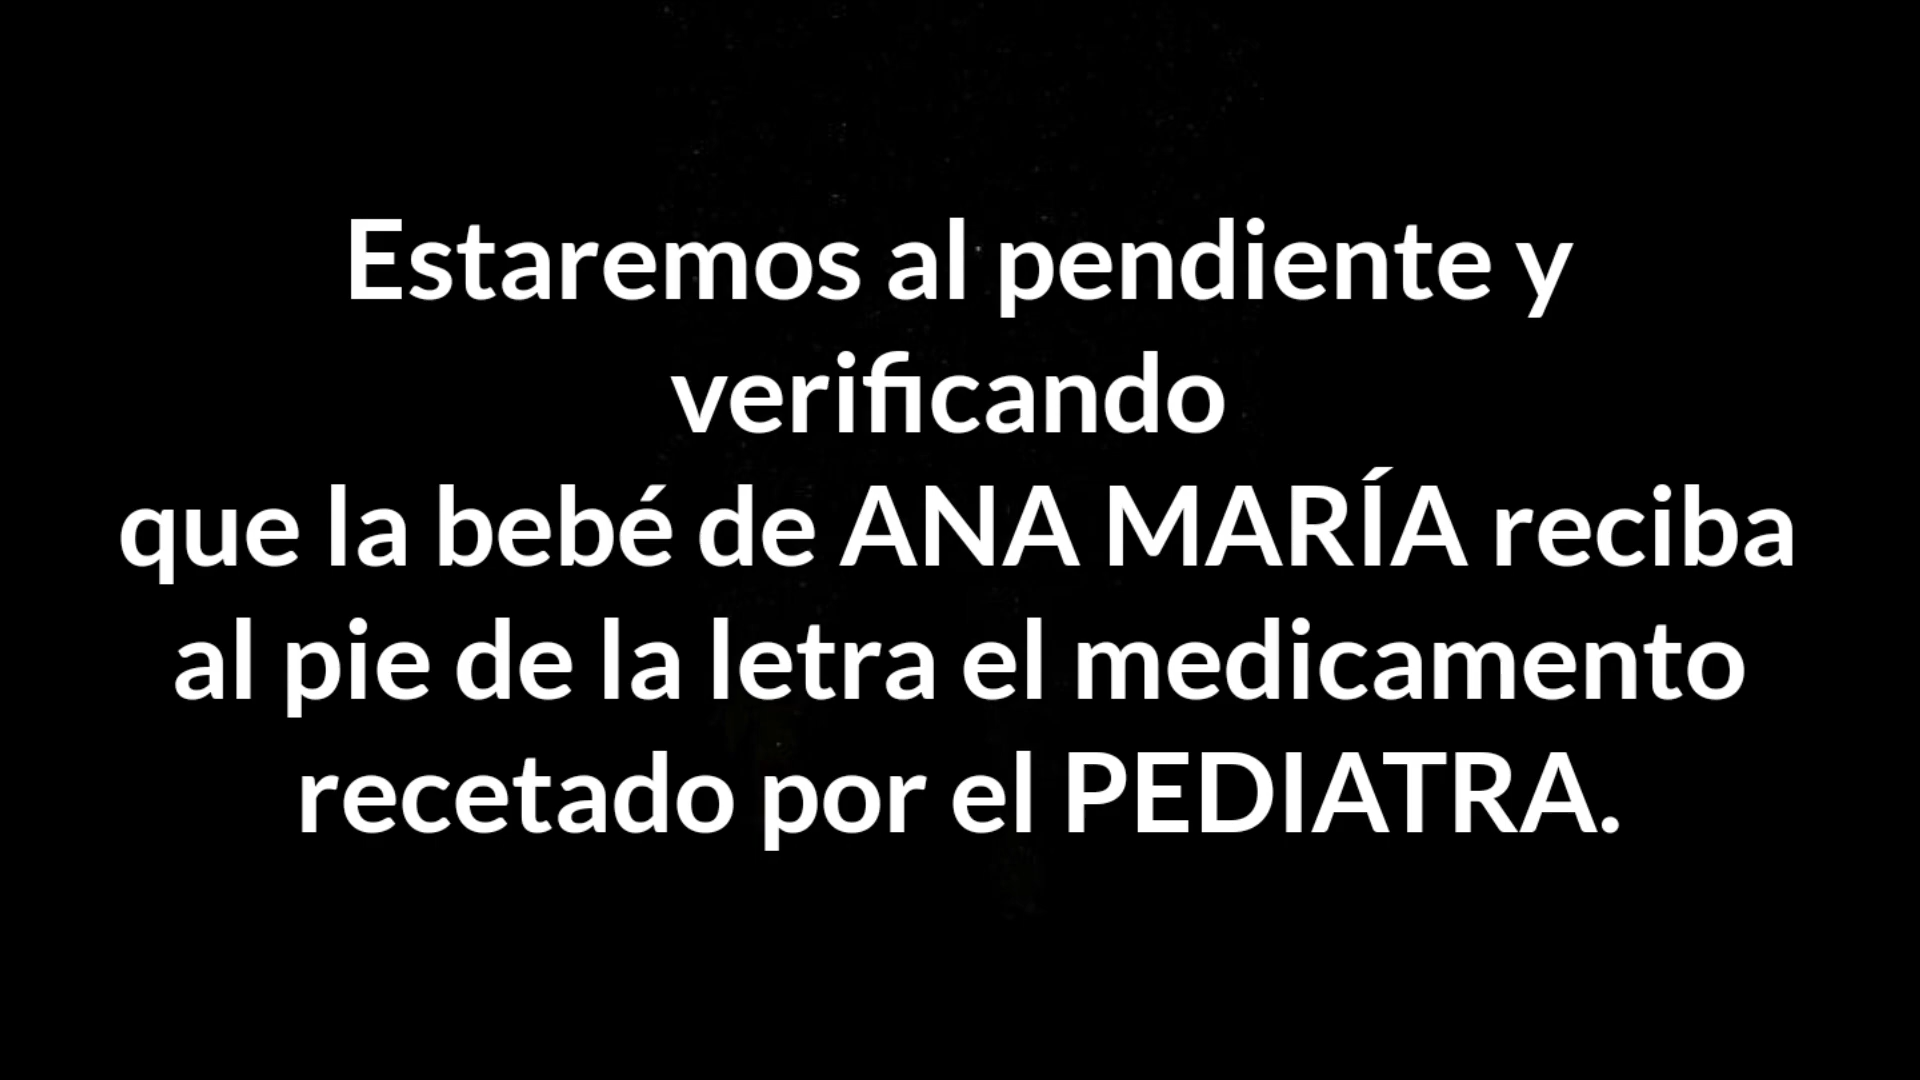 Estaremos al pendiente y
verificando
que la bebé de ANA MARÍA reciba
al pie de la letra el medicamento
recetado por el PEDIATRA.